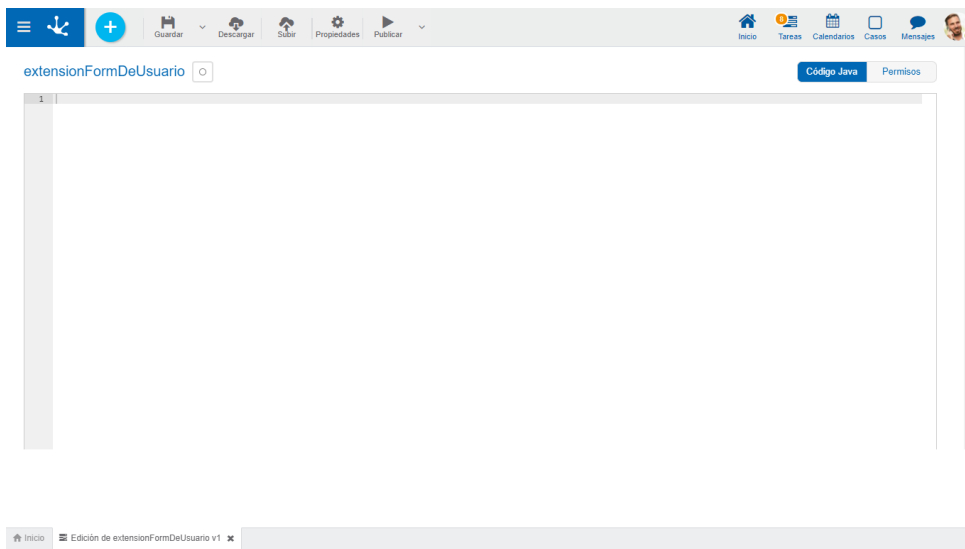 Guardar Descargar Subir Propiedades Publicar Inicio 8 Tareas Calendarios Casos Mensajes
extensionFormDeUsuario Código Java Permisos
1
Inicio Edición de extensionFormDeUsuario v1